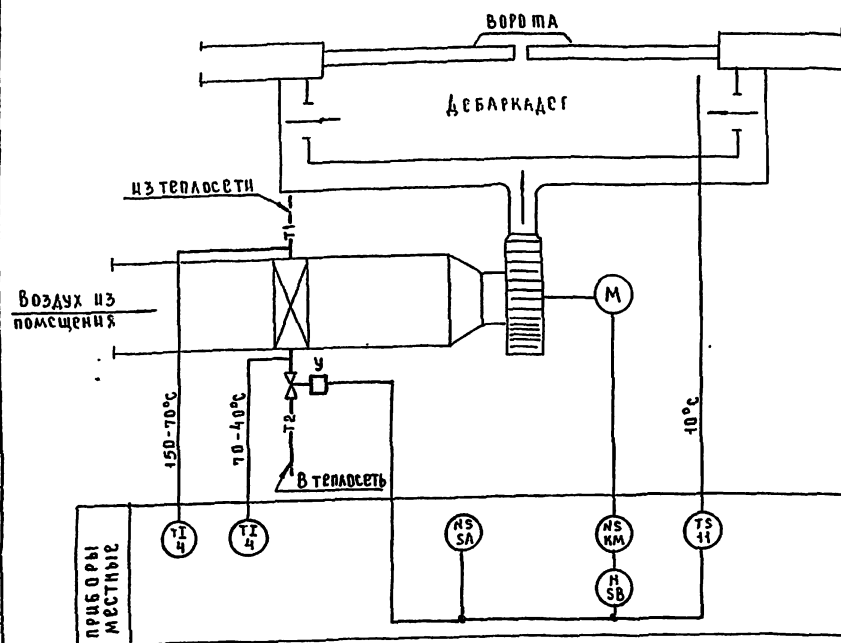 ВОРОТА
ДЕБАРКАДЕГ
ИЗ ТЕПЛОСЕТИ
Т1
ВОЗДУХ ИЗ
ПОМЕЩЕНИЯ
М
У
150-70°С
70-40°С
Т2
10°С
В ТЕПЛОСЕТЬ
ПРИБОРЫ
МЕСТНЫЕ
TI
4
TI
4
NS
SA
NS
KM
TS
11
H
SB